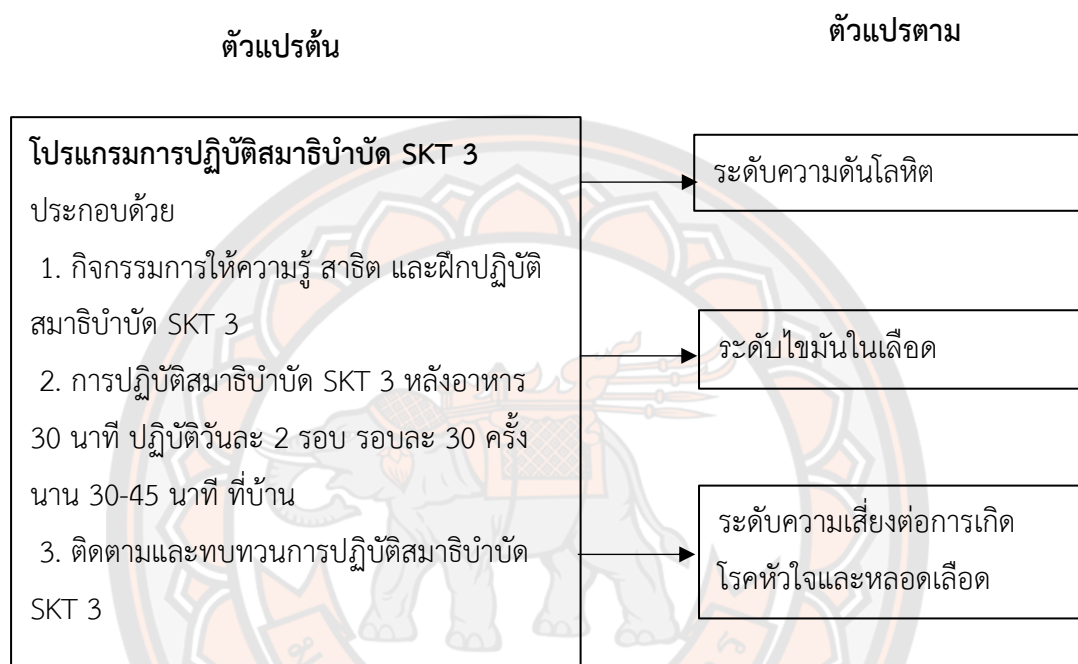 ตัวแปรต้น
ตัวแปรตาม
โปรแกรมการปฏิบัติสมาธิบำบัด SKT 3
ประกอบด้วย
1. กิจกรรมการให้ความรู้ สาธิต และฝึกปฏิบัติ
สมาธิบำบัด SKT 3
2. การปฏิบัติสมาธิบำบัด SKT 3 หลังอาหาร
30 นาที ปฏิบัติวันละ 2 รอบ รอบละ 30 ครั้ง
นาน 30-45 นาที ที่บ้าน
3. ติดตามและทบทวนการปฏิบัติสมาธิบำบัด
SKT 3
ระดับความดันโลหิต
ระดับไขมันในเลือด
ระดับความเสี่ยงต่อการเกิด
โรคหัวใจและหลอดเลือด